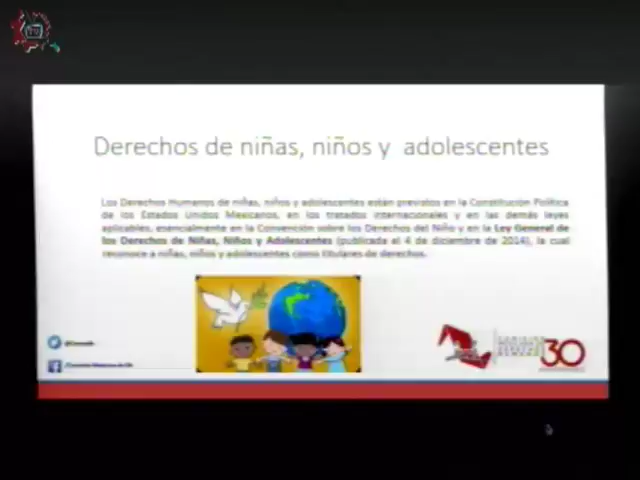 Derechos de niñas, niños y adolescentes
Los Derechos Humanos de niñas, niños y adolescentes están previstos en la Constitución Política
de los Estados Unidos Mexicanos, en los tratados internacionales y en las demás leyes
aplicables, esencialmente en la Convención sobre los Derechos del Niño y en la Ley General de
los Derechos de Niñas, Niños y Adolescentes (publicada el 4 de diciembre de 2014), la cual
reconoce a niñas, niños y adolescentes como titulares de derechos.
30